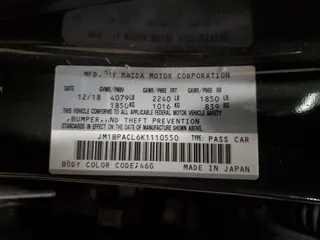 MFD. BY MAZDA MOTOR CORPORATION
GVWR/PNBV GAWR/PNBE FRT GAWR/PNBE RR
12/18 4079LB 2240 LB 1850 LB
1850KG 1016 KG 839 KG
THIS VEHICLE CONFORMS TO ALL APPLICABLE FEDERAL MOTOR VEHICLE SAFETY
,BUMPER,AND THEFT PREVENTION
STANDARDS IN EFFECT ON THE DATE OF MANUFACTURE SHOWN ABOVE.
JM1BPACL6K1110550 TYPE: PASS CAR
BODY COLOR CODE:46G MADE IN JAPAN